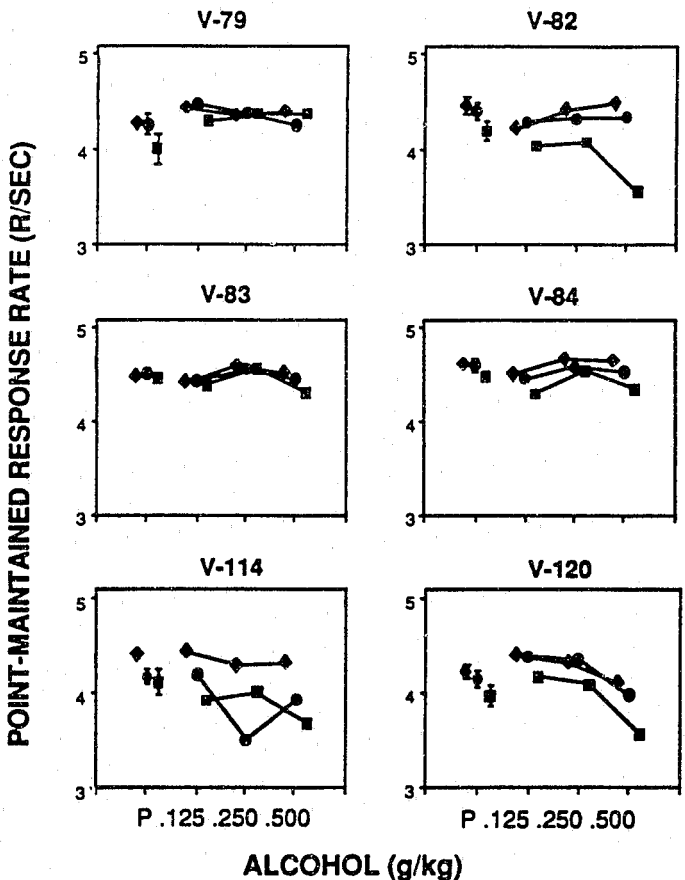 V-79
V-82
5
4
3
5
4
3
V-83
V-84
5
4
3
5
4
3
V-114
V-120
5
4
3
5
4
3
P .125 .250 .500
P .125 .250 .500
POINT-MAINTAINED RESPONSE RATE (R/SEC)
ALCOHOL (g/kg)